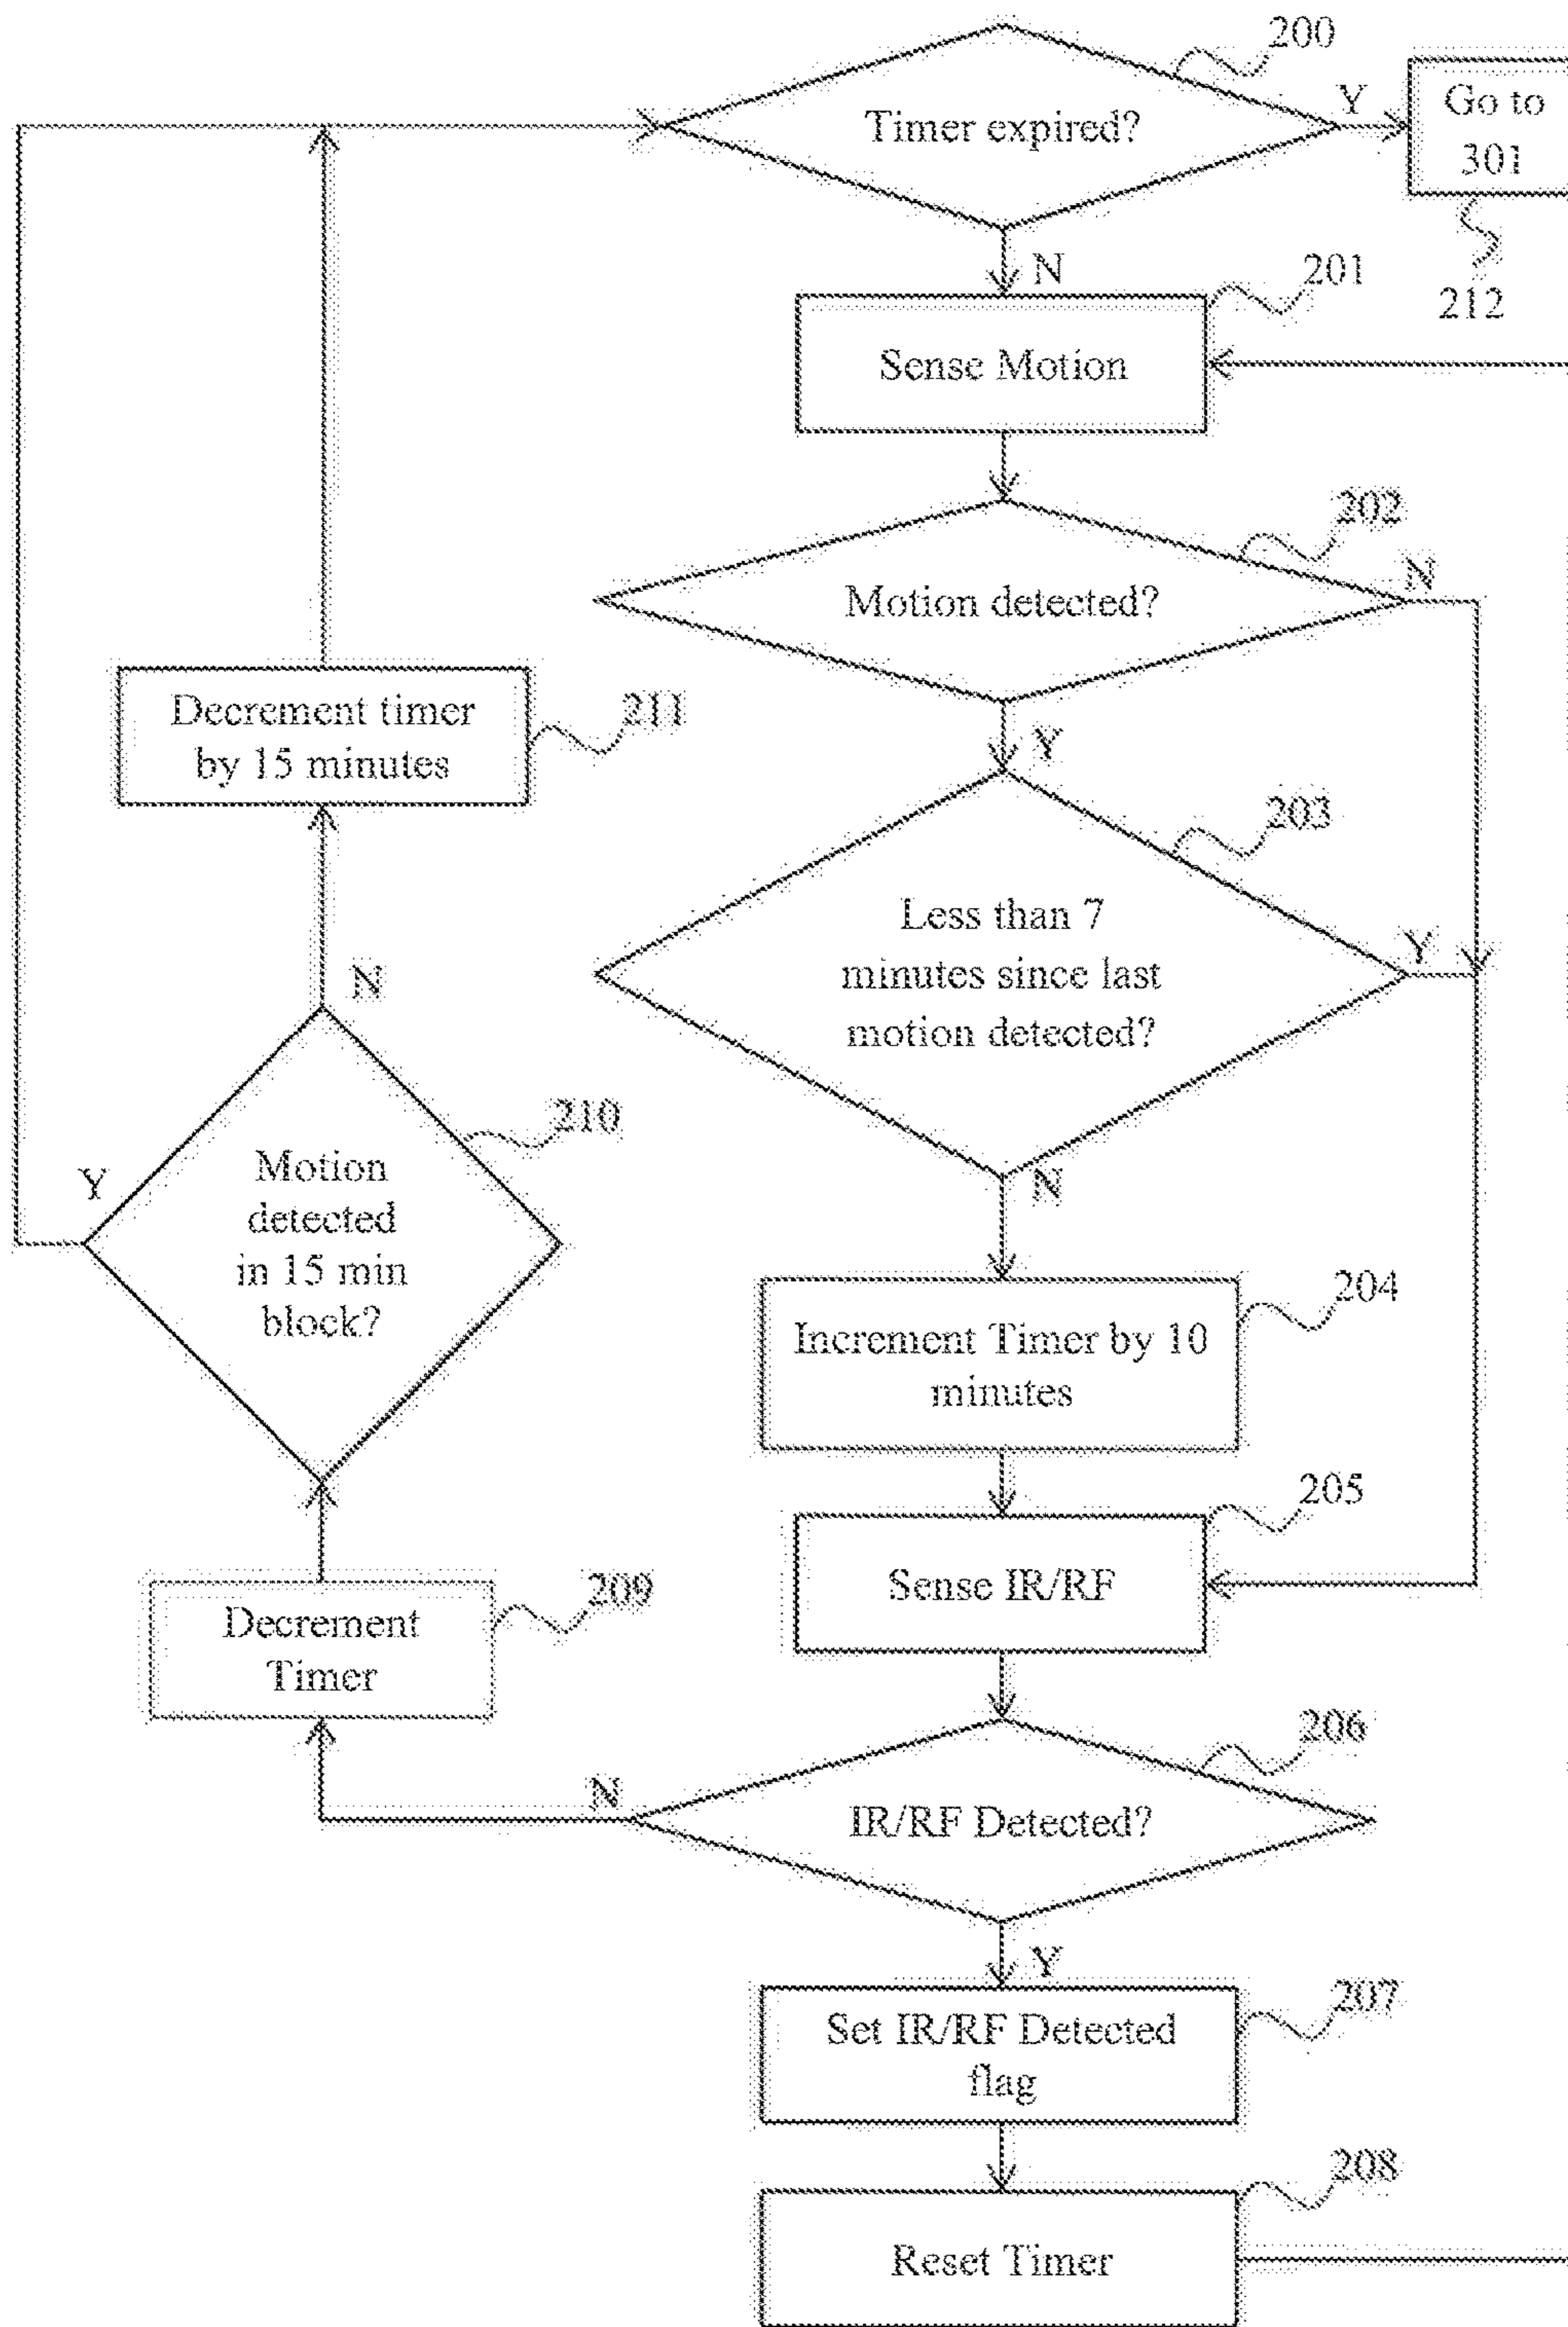 200
Timer expired?
Y
Go to
301
212
N
201
Sense Motion
202
Motion detected?
N
Y
Decrement timer
by 15 minutes
211
203
Less than 7
minutes since last
motion detected?
Y
N
N
210
Motion
detected
in 15 min
block?
Y
204
Increment Timer by 10
minutes
205
Sense IR/RF
209
Decrement
Timer
206
IR/RF Detected?
N
Y
207
Set IR/RF Detected
flag
208
Reset Timer